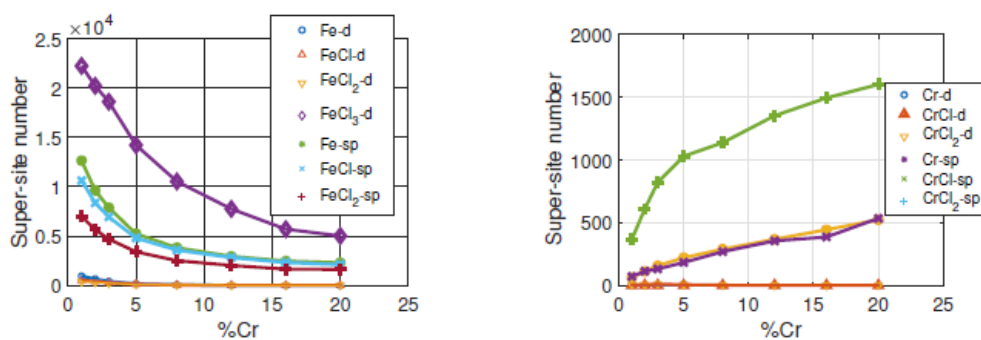 ×10⁴
2.5
2
1.5
1
0.5
0
0 5 10 15 20 25
Super-site number
%Cr
Fe-d
FeCl-d
FeCl₂-d
FeCl₃-d
Fe-sp
FeCl-sp
FeCl₂-sp
2000
1500
1000
500
0
0 5 10 15 20 25
Super-site number
%Cr
Cr-d
CrCl-d
CrCl₂-d
Cr-sp
CrCl-sp
CrCl₂-sp